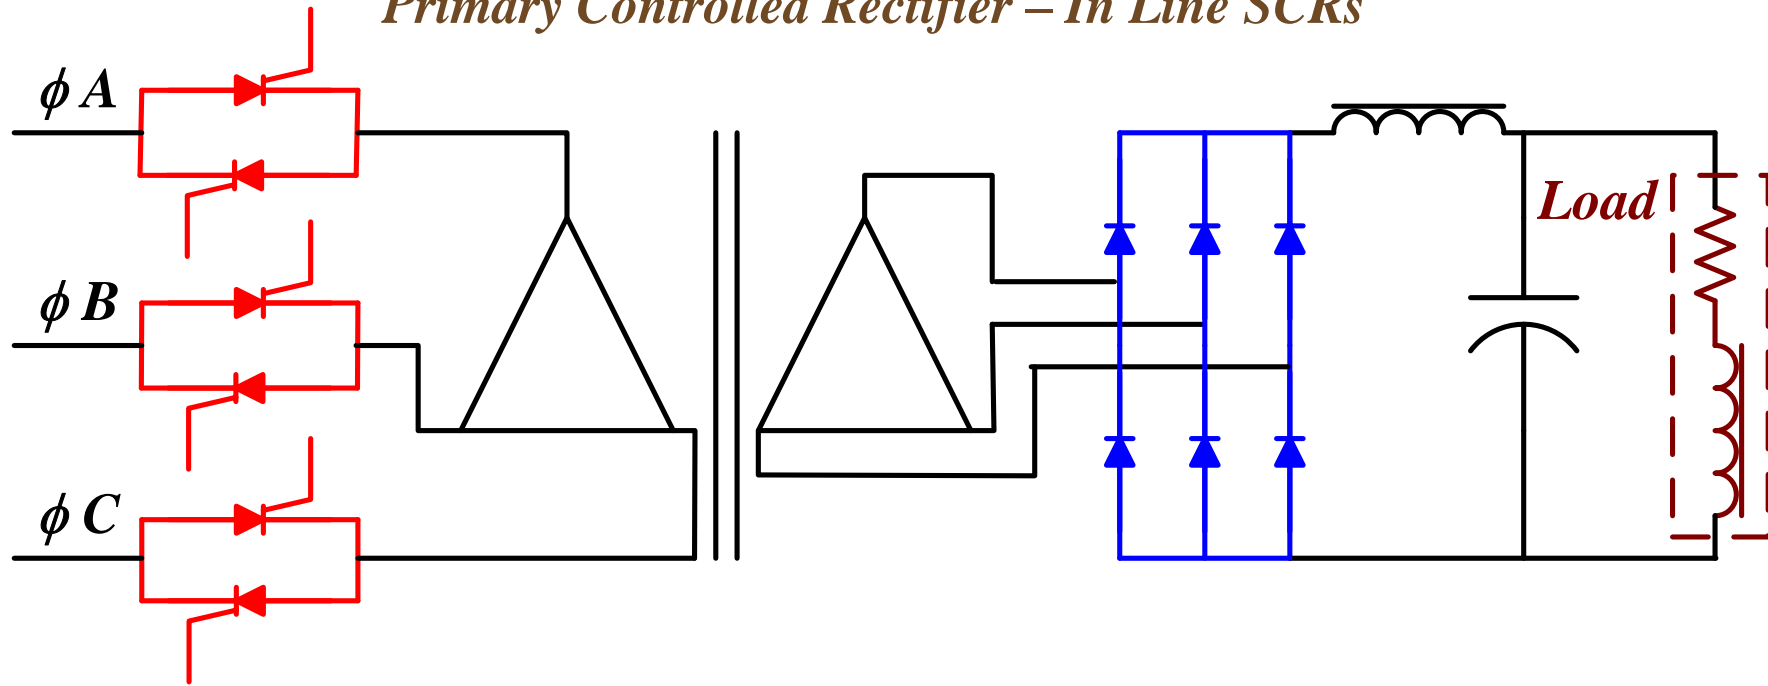 Primary Controlled Rectifier – In Line SCRs
ϕ A
ϕ B
ϕ C
Load